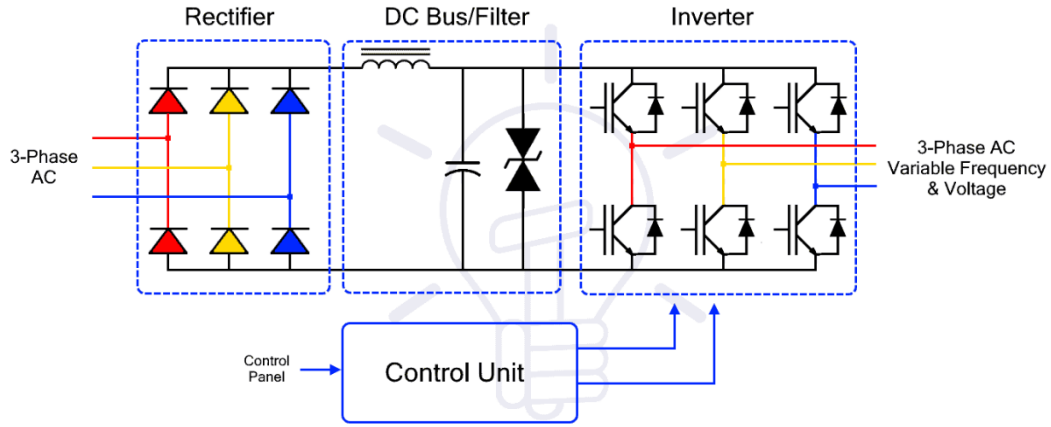 Rectifier
DC Bus/Filter
Inverter
3-Phase
AC
3-Phase AC
Variable Frequency
& Voltage
Control
Panel
Control Unit